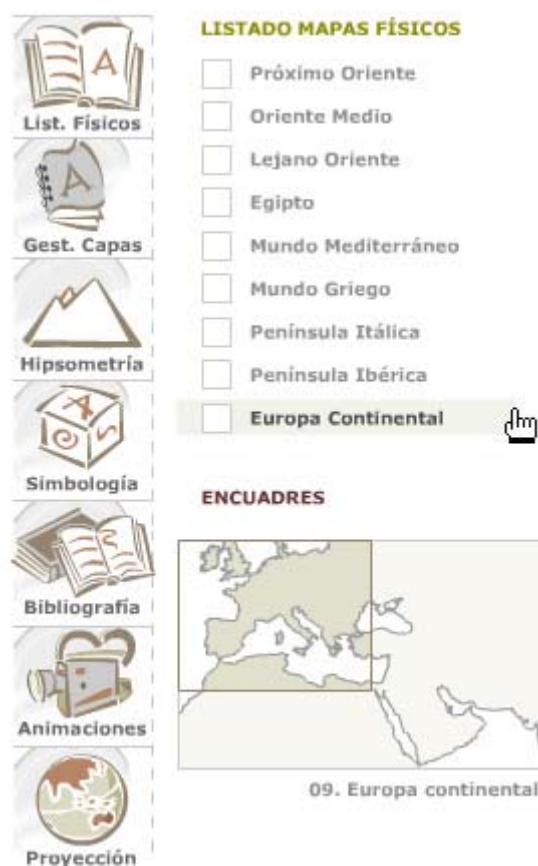 List. Físicos
Gest. Capas
Hipsometría
Simbología
Bibliografía
Animaciones
Proyección
LISTADO MAPAS FÍSICOS
Próximo Oriente
Oriente Medio
Lejano Oriente
Egipto
Mundo Mediterráneo
Mundo Griego
Península Itálica
Península Ibérica
Europa Continental
ENCUADRES
09. Europa continental